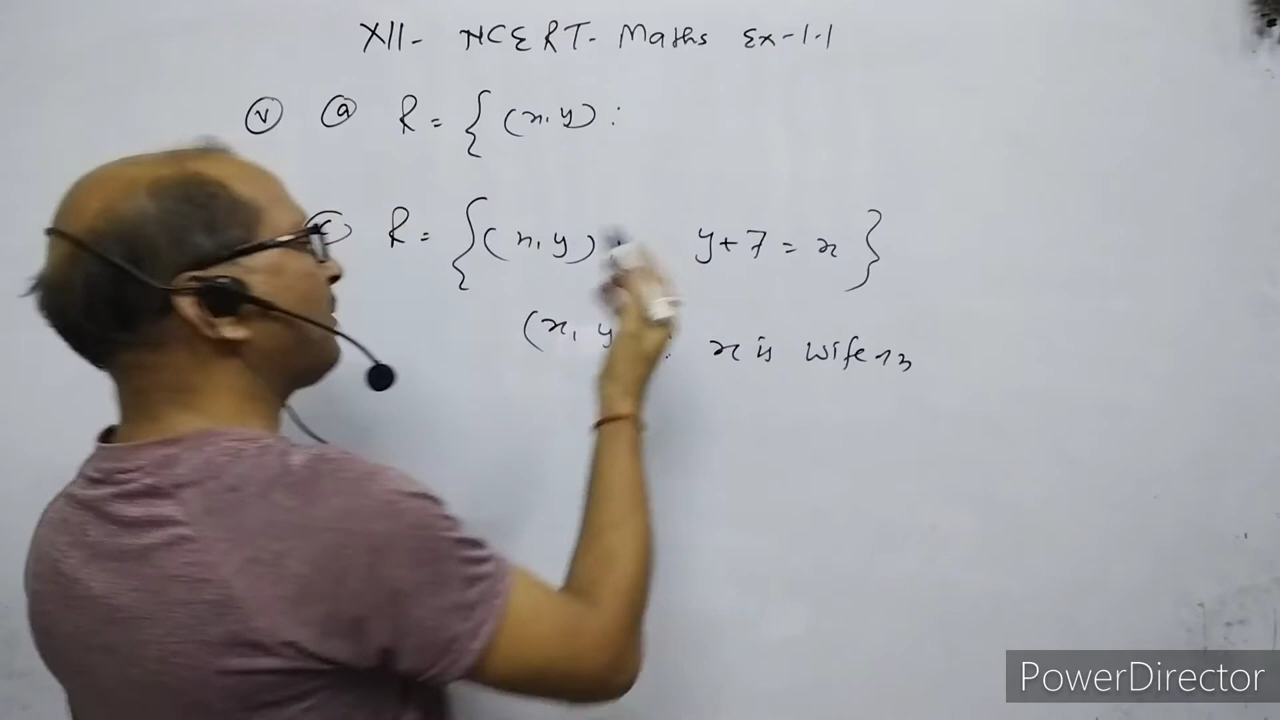 XII- NCERT- Maths Ex-1.1
(v) (a) R = { (x, y) :
(c) R = { (x, y) : y + 7 = x }
(x, y : x is wife
PowerDirector